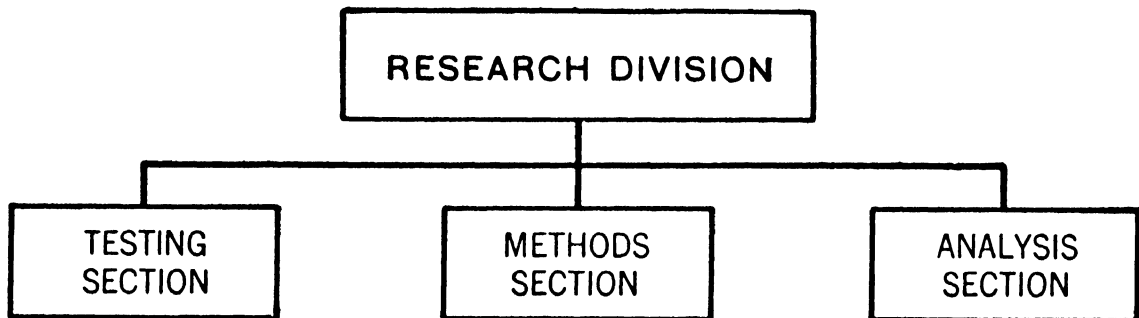 RESEARCH DIVISION
TESTING
SECTION
METHODS
SECTION
ANALYSIS
SECTION